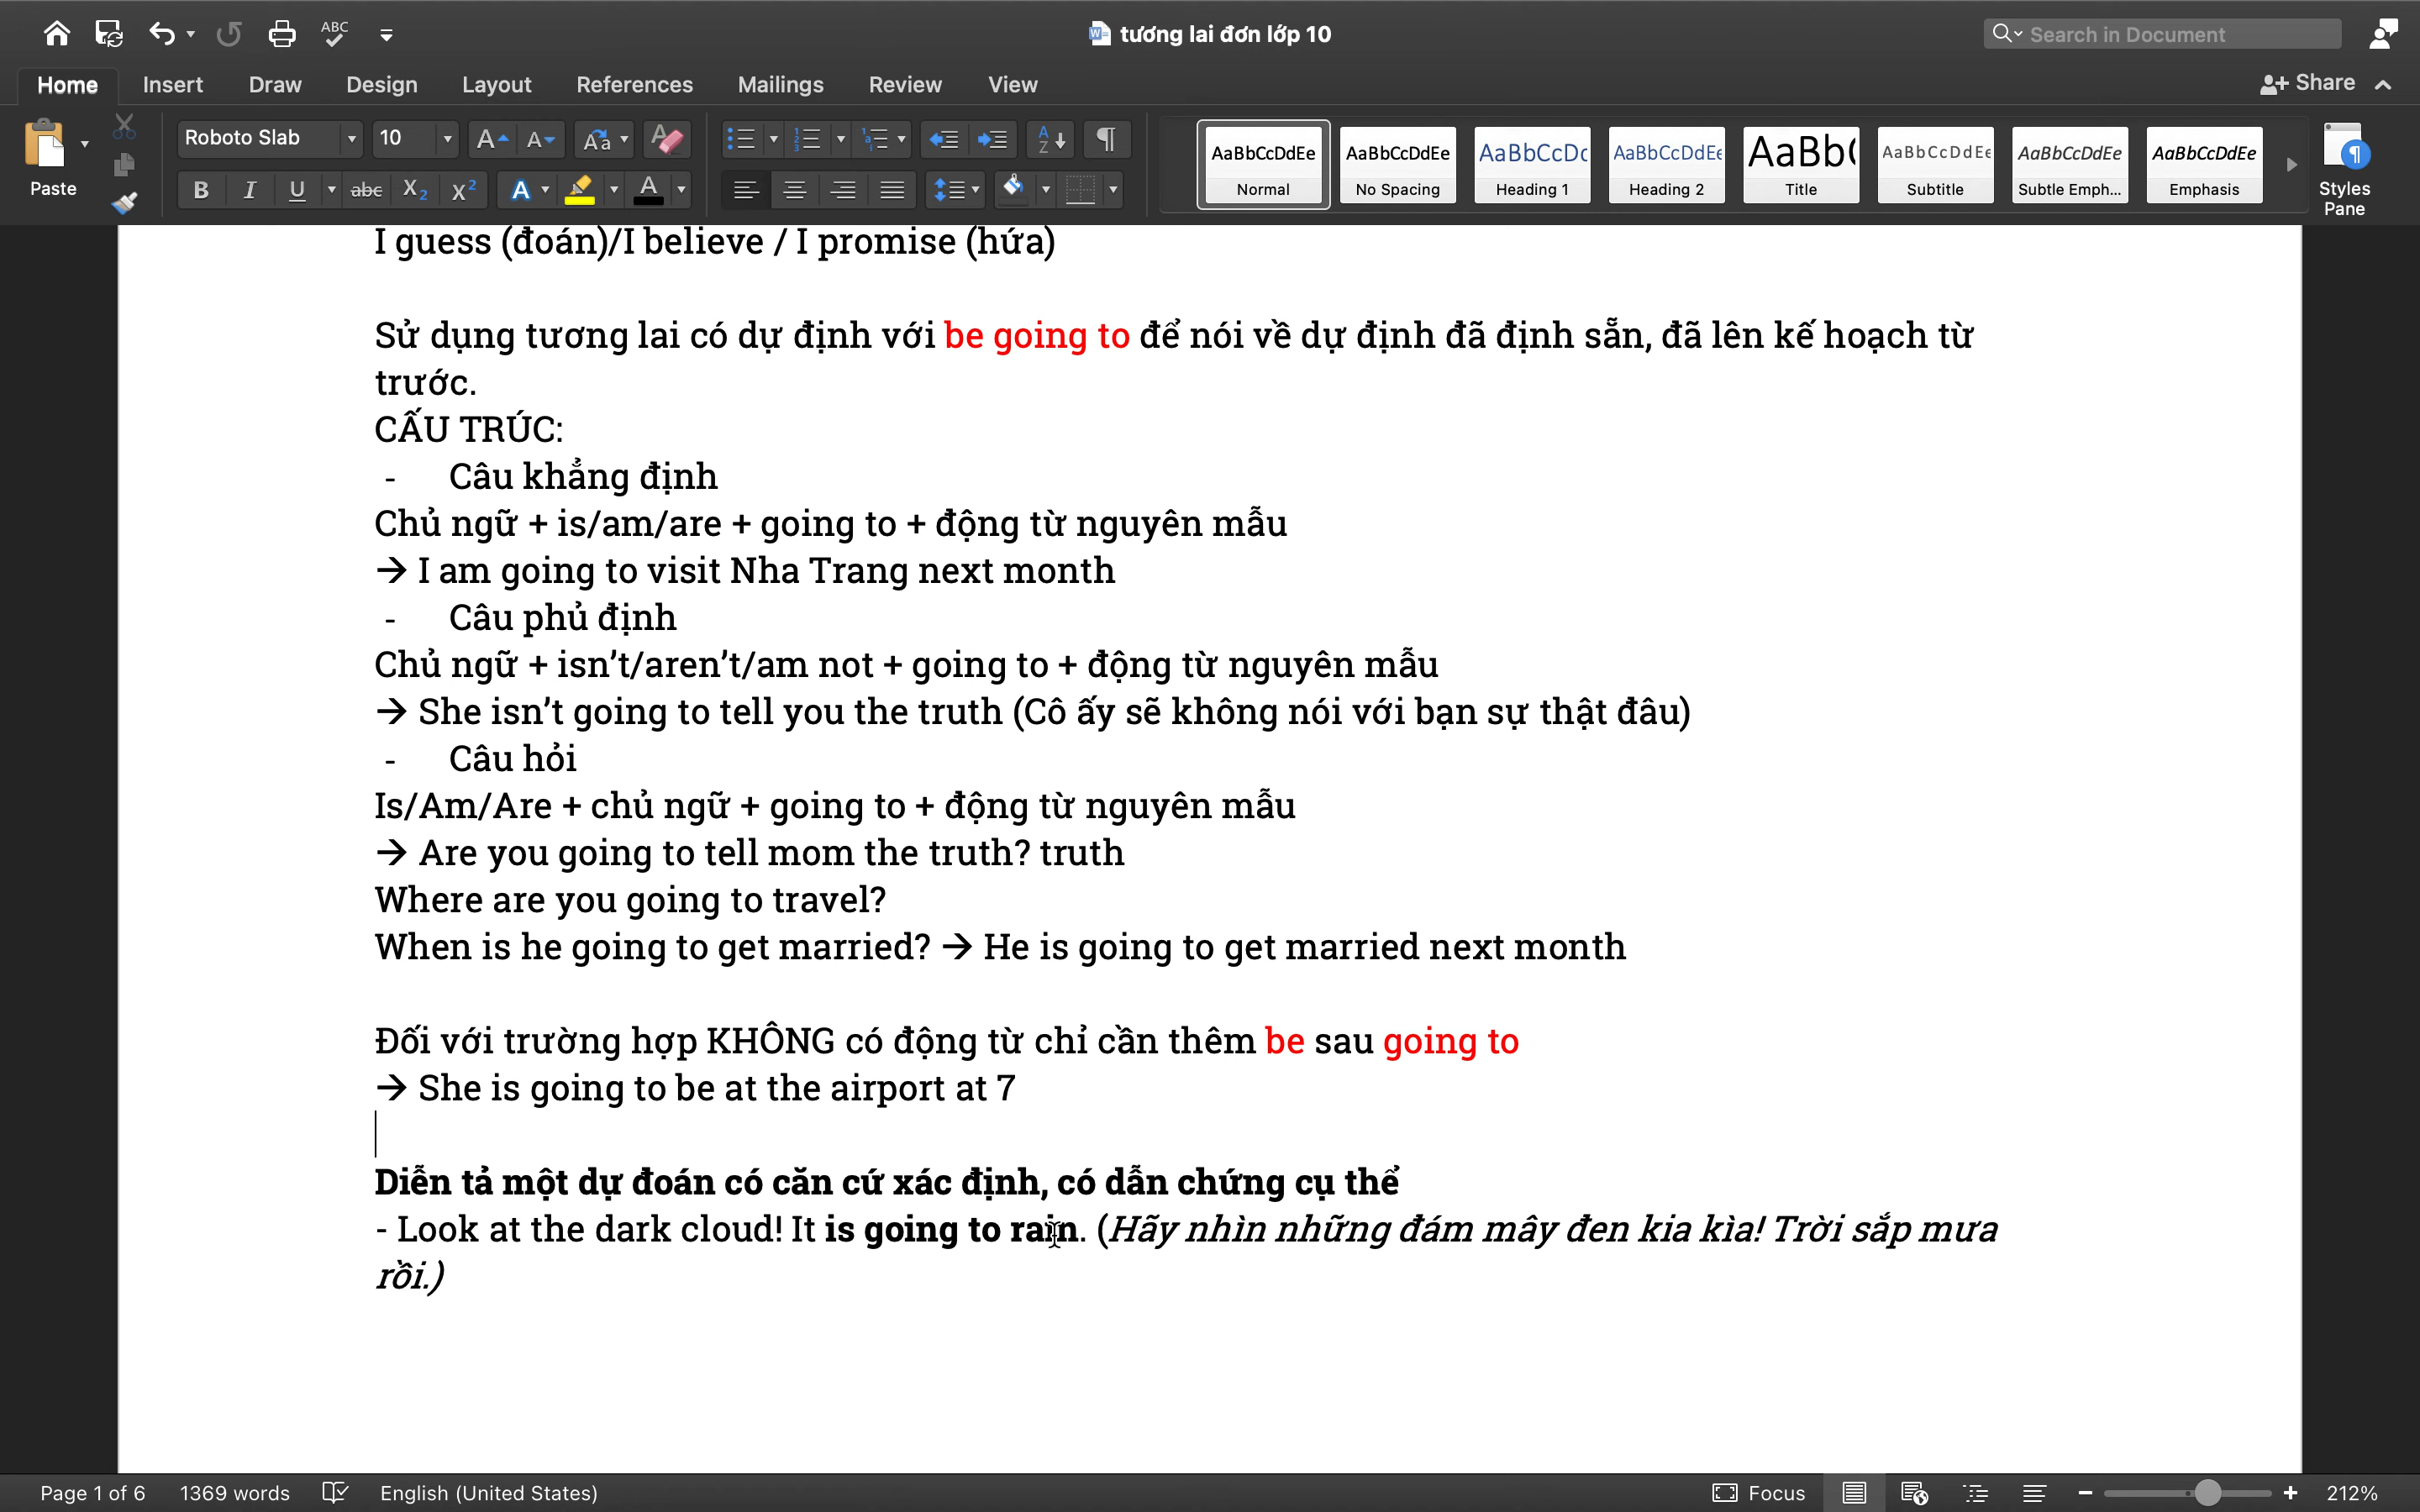 tương lai đơn lớp 10
Search in Document
Home Insert Draw Design Layout References Mailings Review View Share
Paste
Roboto Slab 10
AaBbCcDdEe Normal
AaBbCcDdEe No Spacing
AaBbCcDc Heading 1
AaBbCcDdEe Heading 2
AaBb( Title
AaBbCcDdEe Subtitle
AaBbCcDdEe Subtle Emph...
AaBbCcDdEe Emphasis
Styles Pane
I guess (đoán)/I believe / I promise (hứa)
Sử dụng tương lai có dự định với be going to để nói về dự định đã định sẵn, đã lên kế hoạch từ
trước.
CẤU TRÚC:
- Câu khẳng định
Chủ ngữ + is/am/are + going to + động từ nguyên mẫu
→ I am going to visit Nha Trang next month
- Câu phủ định
Chủ ngữ + isn’t/aren’t/am not + going to + động từ nguyên mẫu
→ She isn’t going to tell you the truth (Cô ấy sẽ không nói với bạn sự thật đâu)
- Câu hỏi
Is/Am/Are + chủ ngữ + going to + động từ nguyên mẫu
→ Are you going to tell mom the truth? truth
Where are you going to travel?
When is he going to get married? → He is going to get married next month
Đối với trường hợp KHÔNG có động từ chỉ cần thêm be sau going to
→ She is going to be at the airport at 7
Diễn tả một dự đoán có căn cứ xác định, có dẫn chứng cụ thể
- Look at the dark cloud! It is going to rain. (Hãy nhìn những đám mây đen kia kìa! Trời sắp mưa
rồi.)
Page 1 of 6 1369 words English (United States) Focus 212%